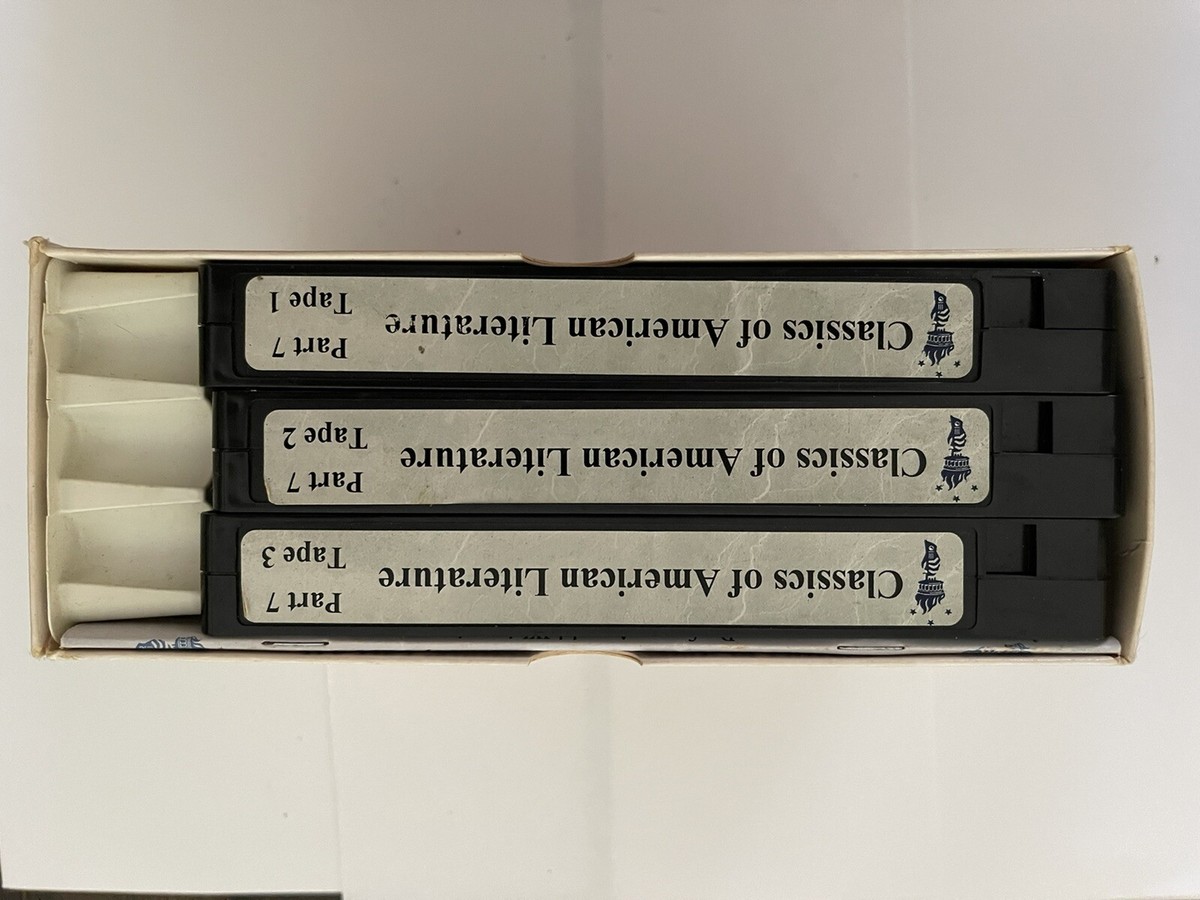 Classics of American Literature
Part 7
Tape 1
Classics of American Literature
Part 7
Tape 2
Classics of American Literature
Part 7
Tape 3